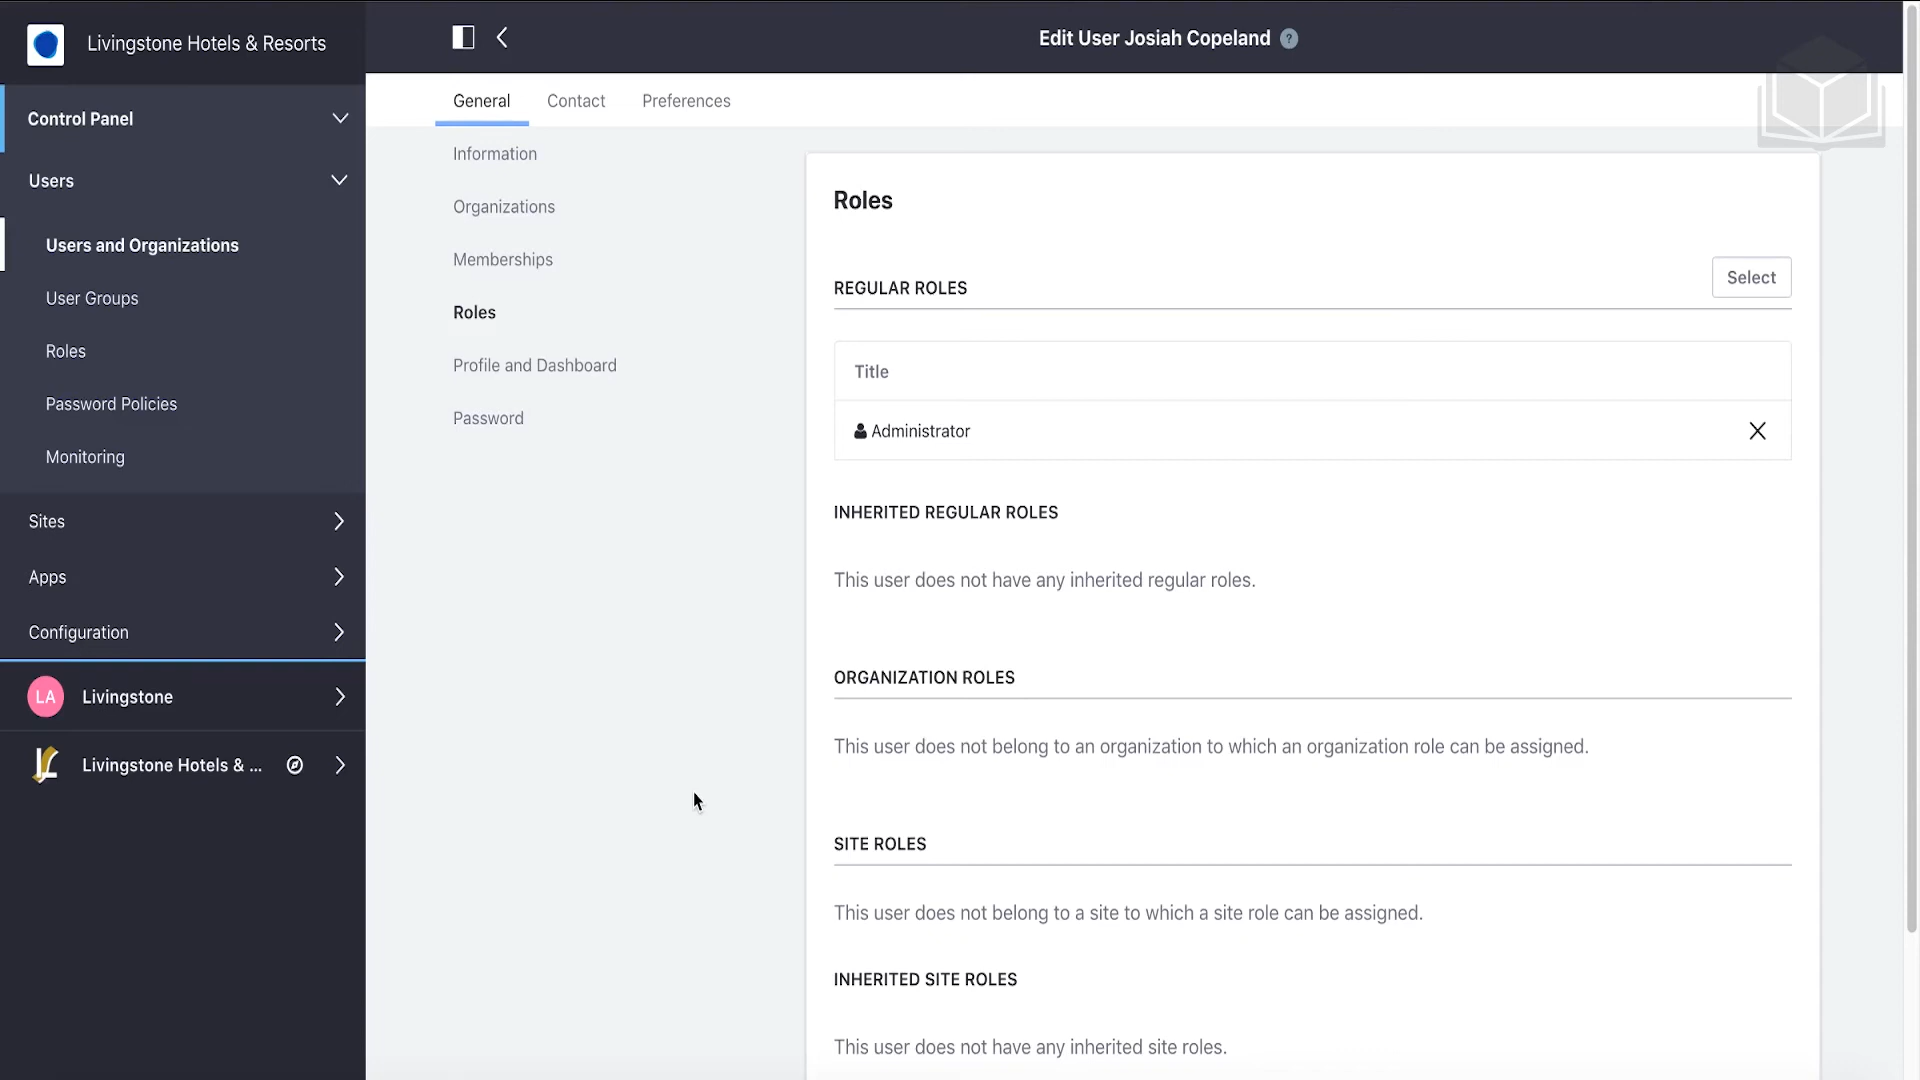 Livingstone Hotels & Resorts
Control Panel
Users
Users and Organizations
User Groups
Roles
Password Policies
Monitoring
Sites
Apps
Configuration
LA Livingstone
Livingstone Hotels & ...
Edit User Josiah Copeland ?
General Contact Preferences
Information
Organizations
Memberships
Roles
Profile and Dashboard
Password
Roles
REGULAR ROLES Select
Title
Administrator
INHERITED REGULAR ROLES
This user does not have any inherited regular roles.
ORGANIZATION ROLES
This user does not belong to an organization to which an organization role can be assigned.
SITE ROLES
This user does not belong to a site to which a site role can be assigned.
INHERITED SITE ROLES
This user does not have any inherited site roles.